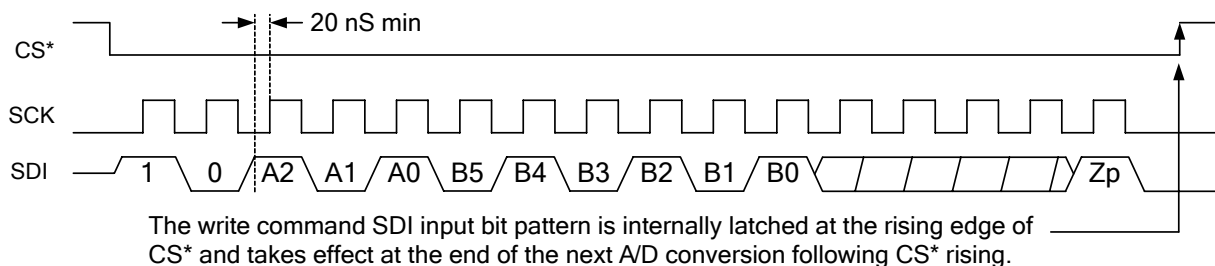 20 nS min
CS*
SCK
SDI 1 0 A2 A1 A0 B5 B4 B3 B2 B1 B0 Zp
The write command SDI input bit pattern is internally latched at the rising edge of
CS* and takes effect at the end of the next A/D conversion following CS* rising.